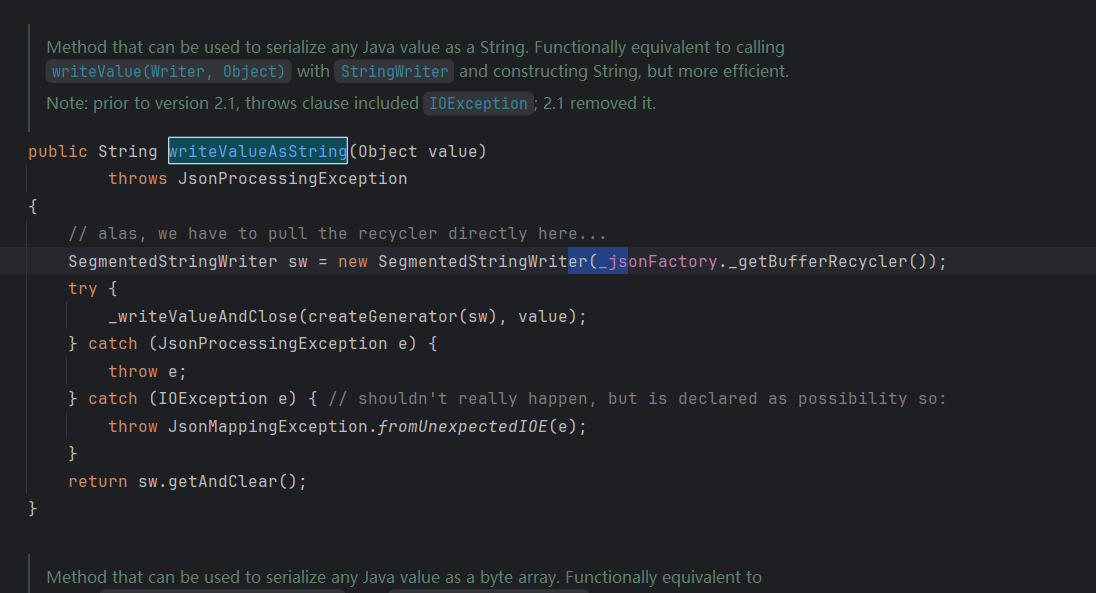 Method that can be used to serialize any Java value as a String. Functionally equivalent to calling
writeValue(Writer, Object) with StringWriter and constructing String, but more efficient.
Note: prior to version 2.1, throws clause included IOException; 2.1 removed it.
public String writeValueAsString(Object value)
        throws JsonProcessingException
{
    // alas, we have to pull the recycler directly here...
    SegmentedStringWriter sw = new SegmentedStringWriter(_jsonFactory._getBufferRecycler());
    try {
        _writeValueAndClose(createGenerator(sw), value);
    } catch (JsonProcessingException e) {
        throw e;
    } catch (IOException e) { // shouldn't really happen, but is declared as possibility so:
        throw JsonMappingException.fromUnexpectedIOE(e);
    }
    return sw.getAndClear();
}
Method that can be used to serialize any Java value as a byte array. Functionally equivalent to